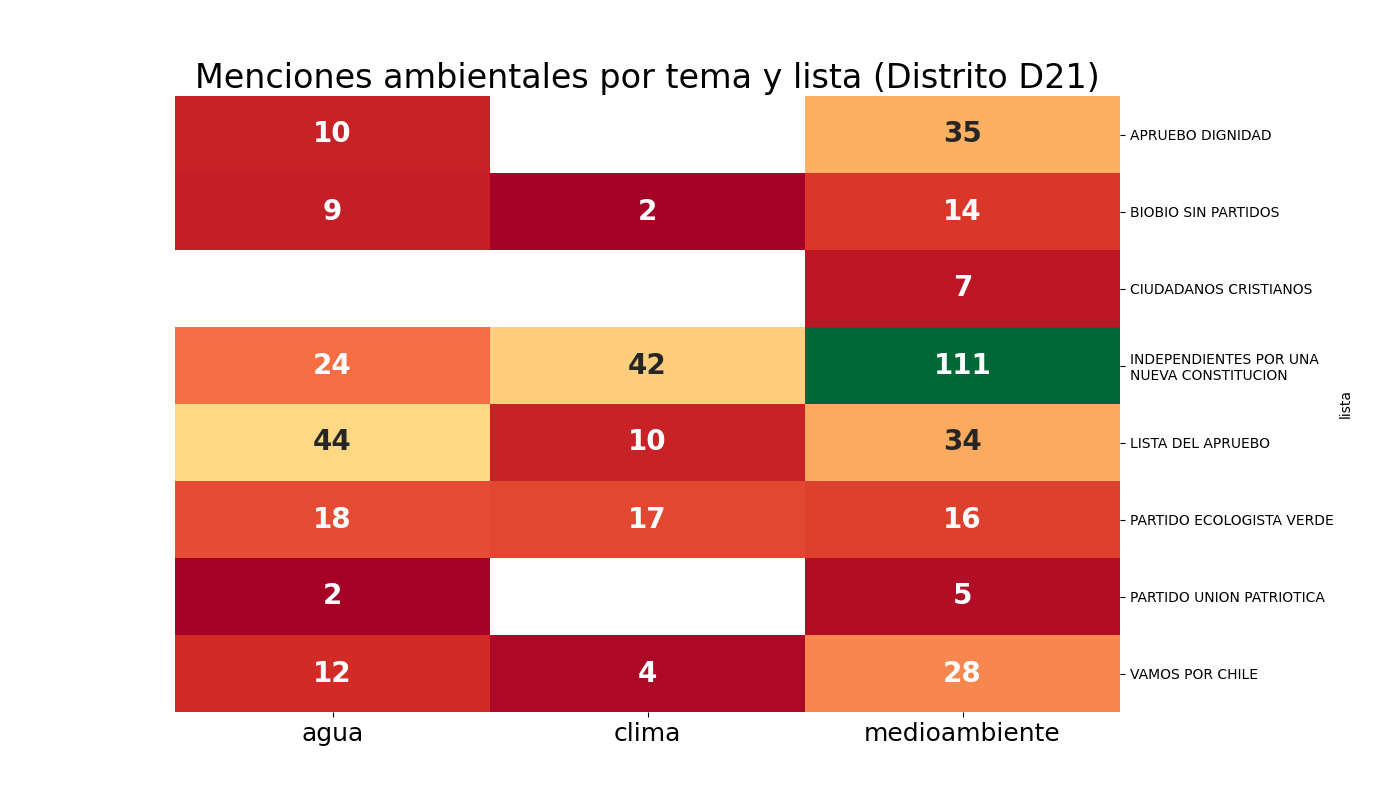 Menciones ambientales por tema y lista (Distrito D21)
10 35 APRUEBO DIGNIDAD
9 2 14 BIOBIO SIN PARTIDOS
7 CIUDADANOS CRISTIANOS
24 42 111 INDEPENDIENTES POR UNA
NUEVA CONSTITUCION
lista
44 10 34 LISTA DEL APRUEBO
18 17 16 PARTIDO ECOLOGISTA VERDE
2 5 PARTIDO UNION PATRIOTICA
12 4 28 VAMOS POR CHILE
agua clima medioambiente